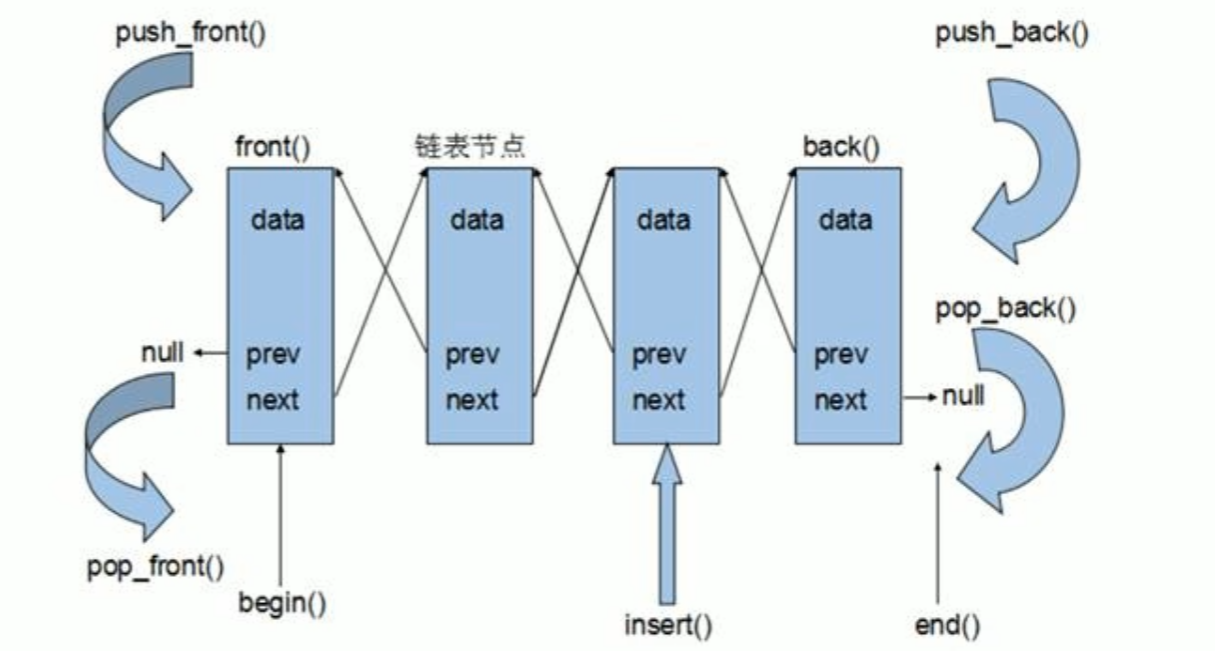 push_front()
push_back()
front()
链表节点
back()
data
data
data
data
pop_back()
null
prev
prev
prev
prev
next
next
next
next
null
pop_front()
begin()
insert()
end()